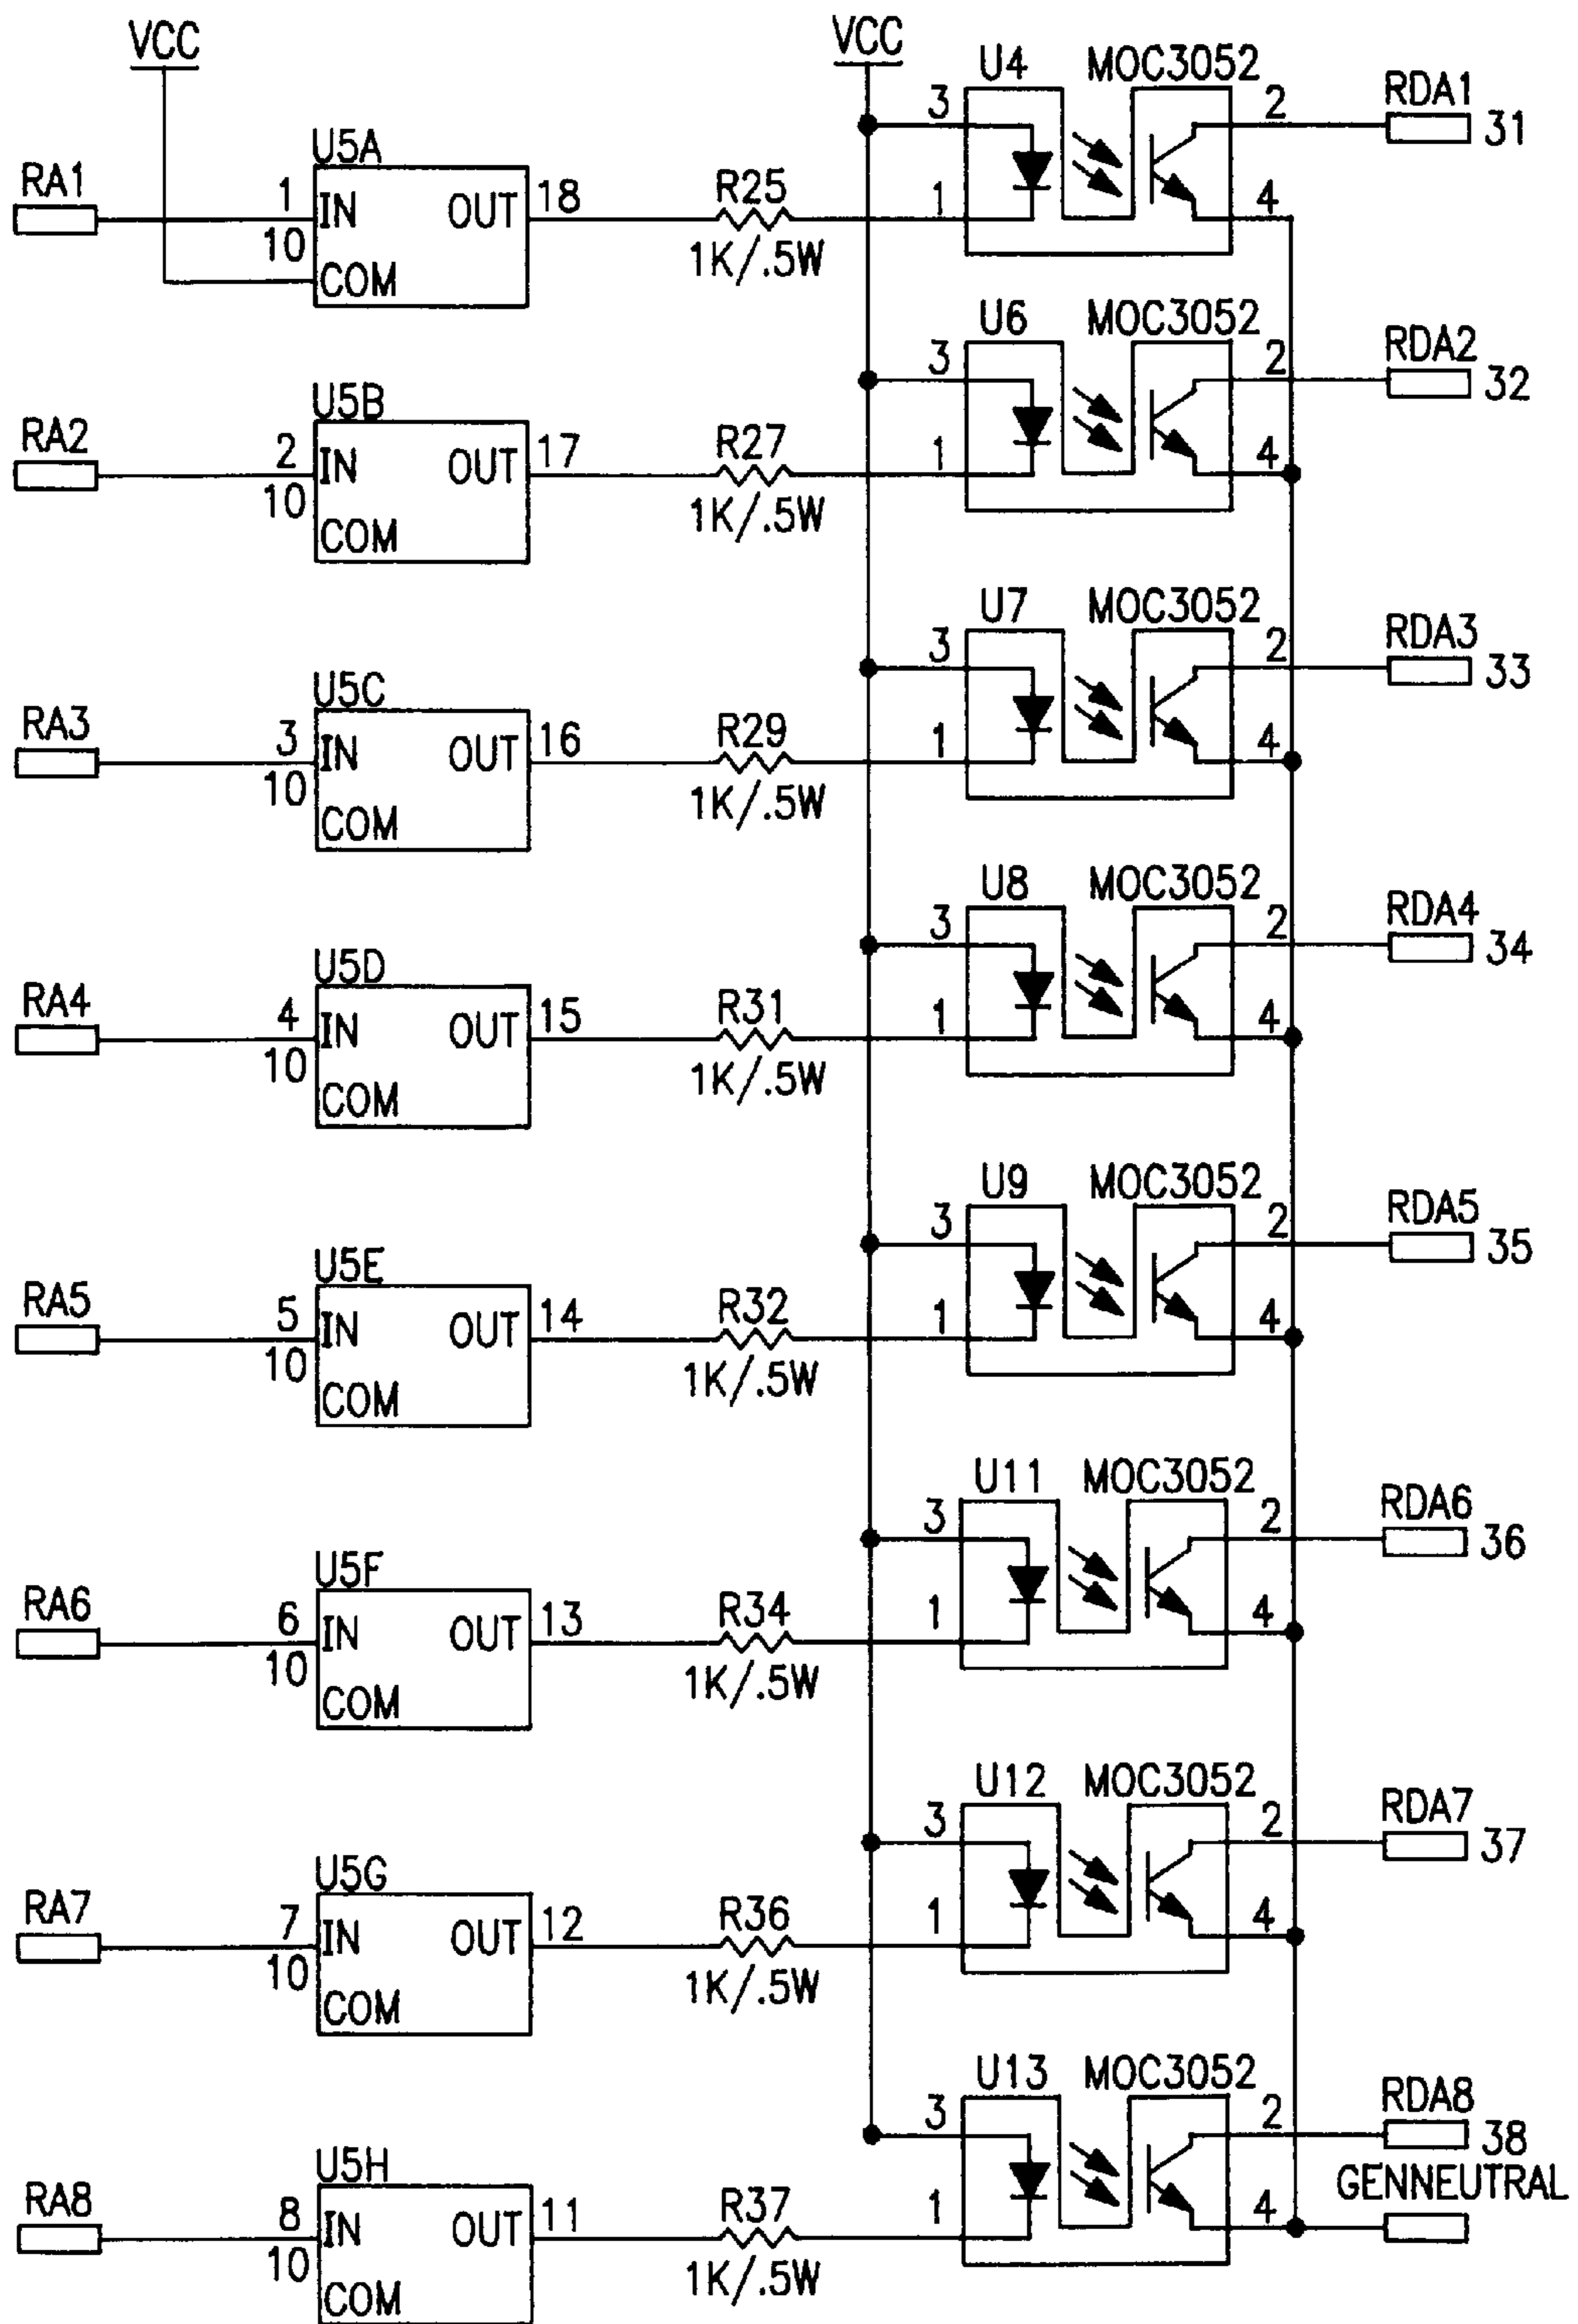 VCC
VCC
U4 MOC3052
RDA1
3 2 31
U5A
RA1 1 IN OUT 18 R25 1 4
10 COM 1K/.5W
U6 MOC3052
RDA2
3 2 32
U5B
RA2 2 IN OUT 17 R27 1 4
10 COM 1K/.5W
U7 MOC3052
RDA3
3 2 33
U5C
RA3 3 IN OUT 16 R29 1 4
10 COM 1K/.5W
U8 MOC3052
RDA4
3 2 34
U5D
RA4 4 IN OUT 15 R31 1 4
10 COM 1K/.5W
U9 MOC3052
RDA5
3 2 35
U5E
RA5 5 IN OUT 14 R32 1 4
10 COM 1K/.5W
U11 MOC3052
RDA6
3 2 36
U5F
RA6 6 IN OUT 13 R34 1 4
10 COM 1K/.5W
U12 MOC3052
RDA7
3 2 37
U5G
RA7 7 IN OUT 12 R36 1 4
10 COM 1K/.5W
U13 MOC3052
RDA8
3 2 38
GENNEUTRAL
U5H
RA8 8 IN OUT 11 R37 1 4
10 COM 1K/.5W